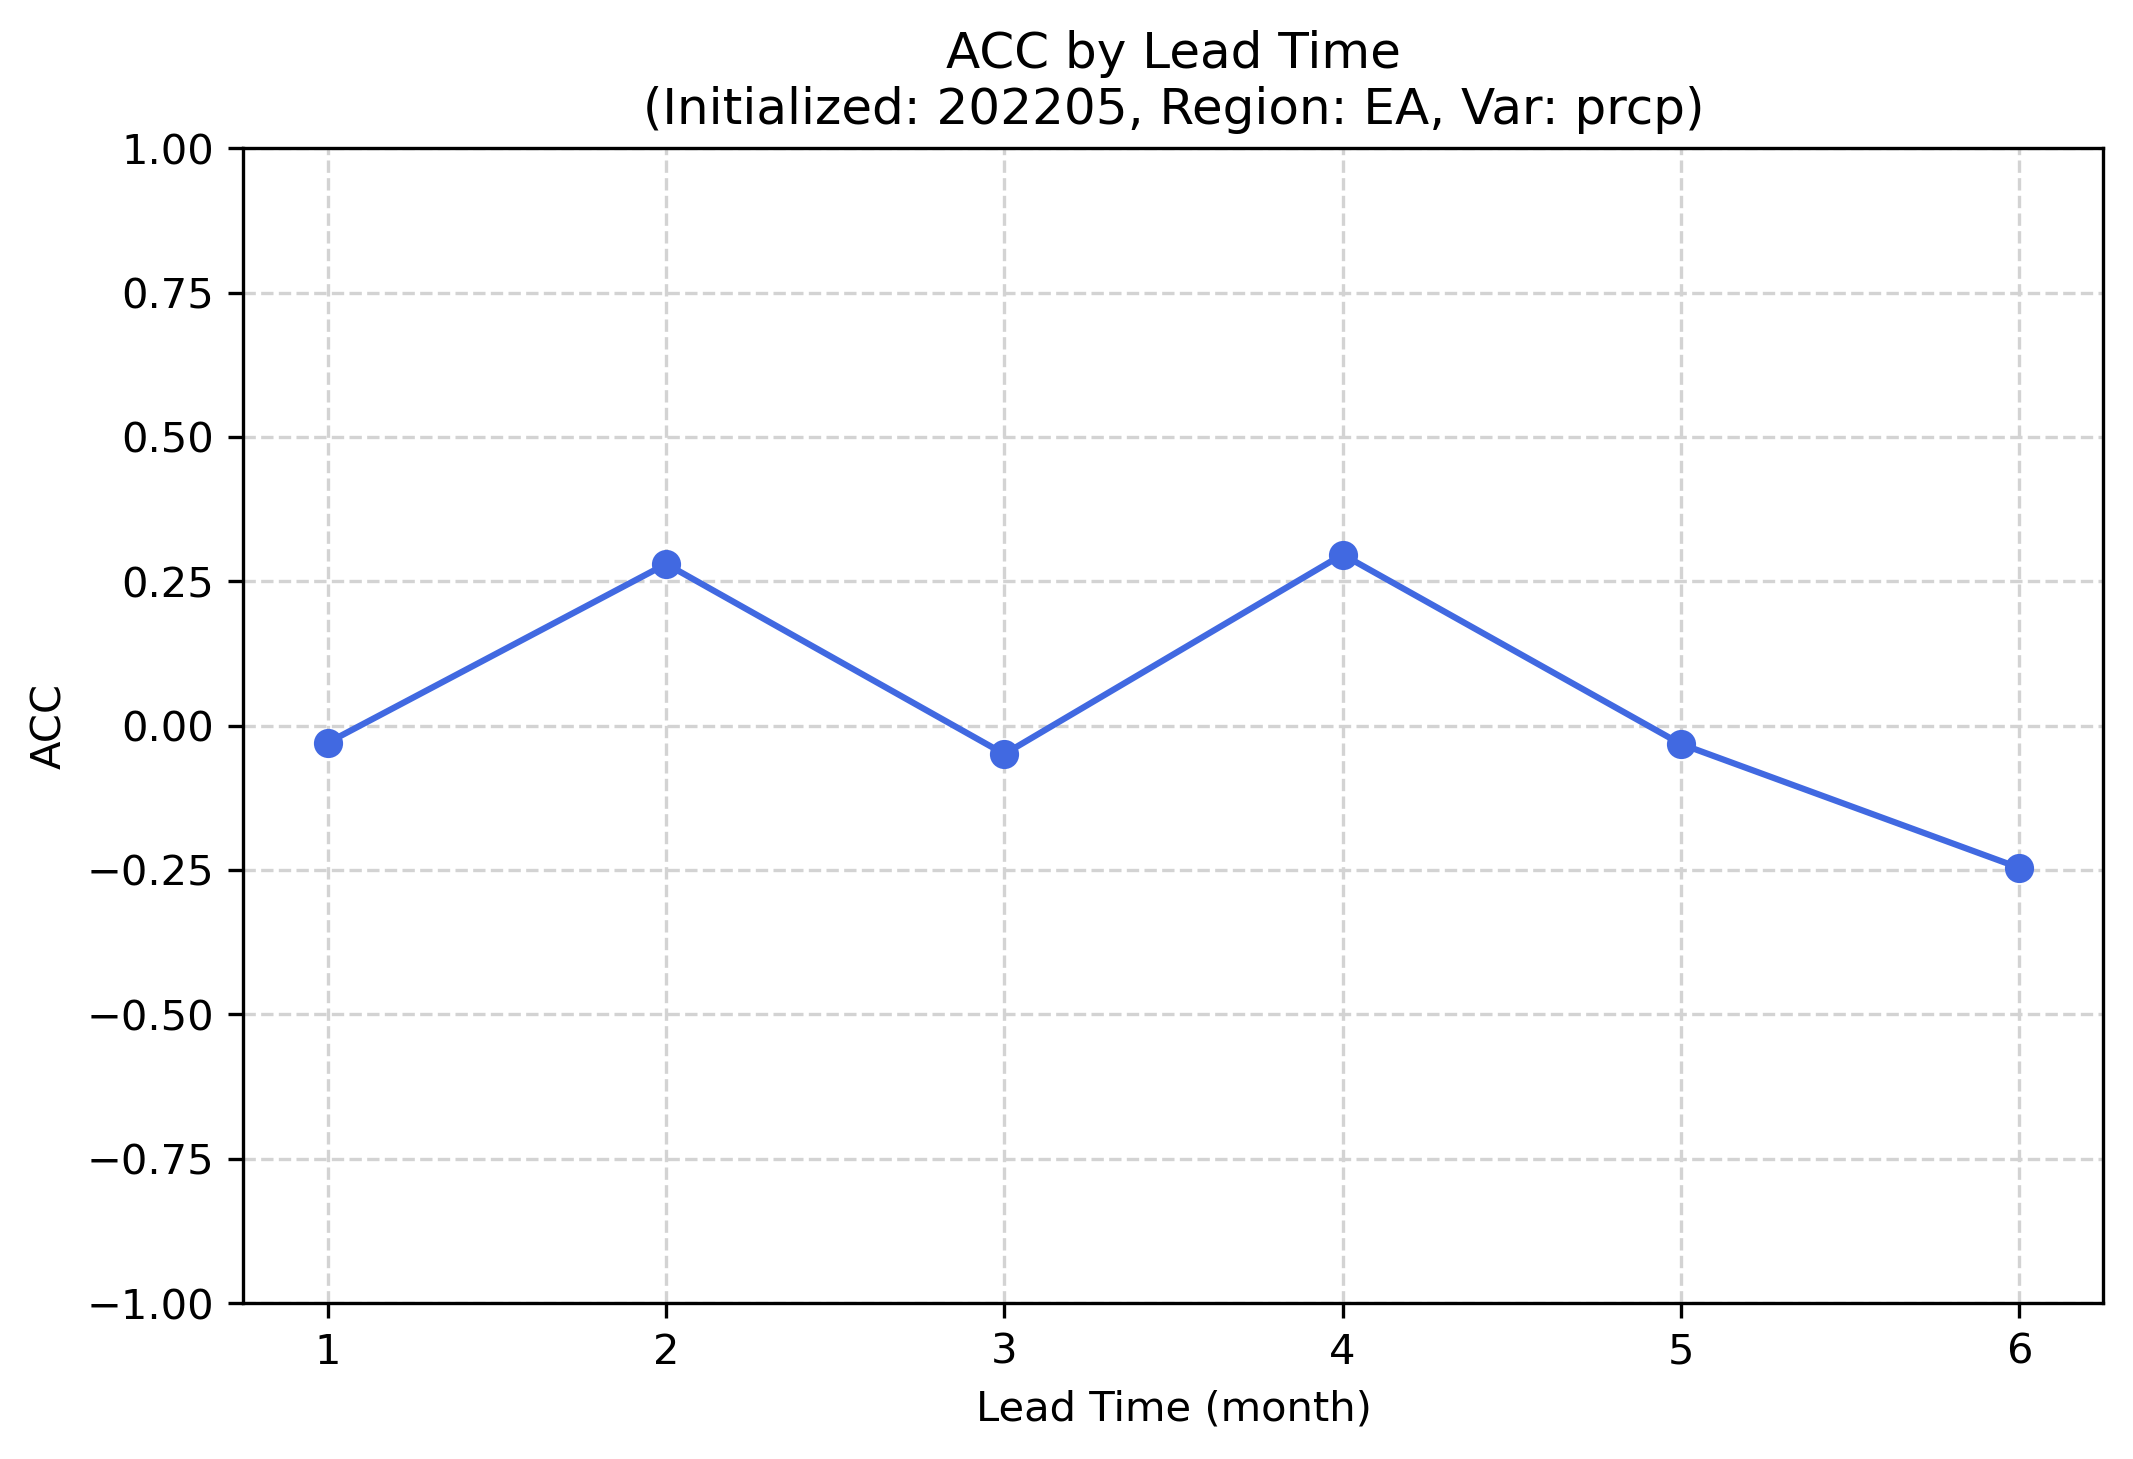 ACC by Lead Time
(Initialized: 202205, Region: EA, Var: prcp)
1.00
0.75
0.50
0.25
0.00
−0.25
−0.50
−0.75
−1.00
ACC
1 2 3 4 5 6
Lead Time (month)